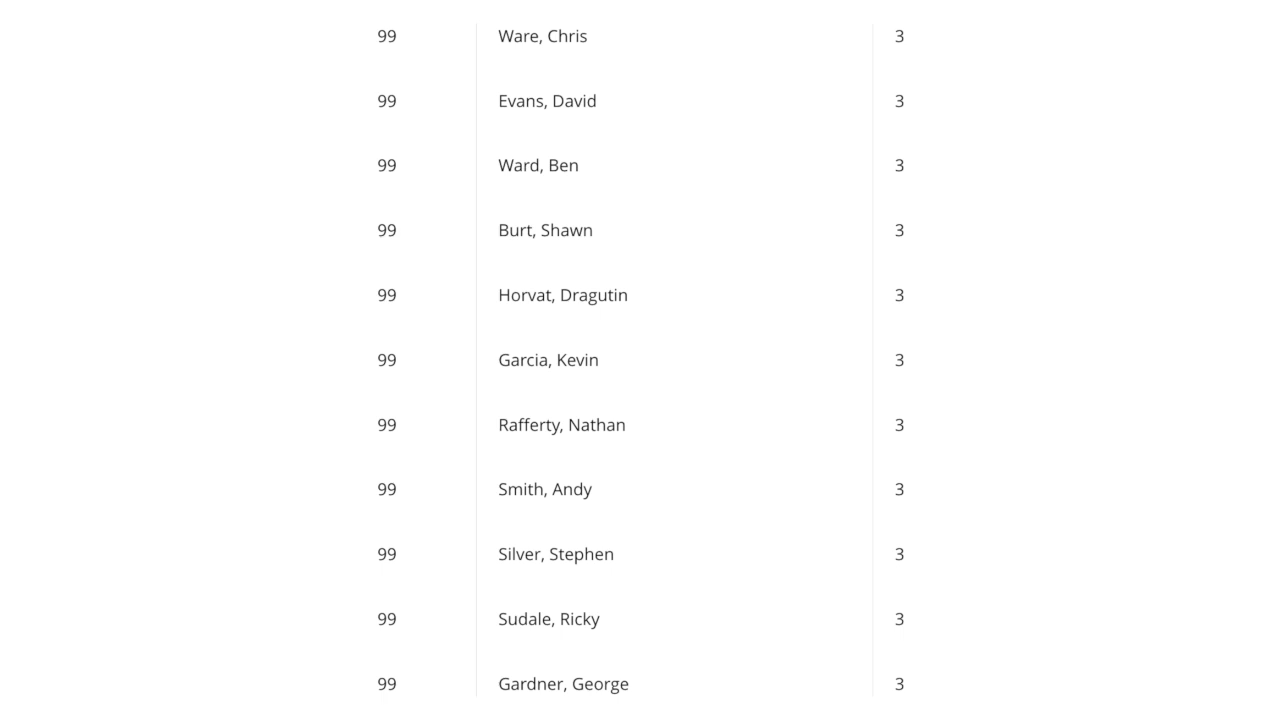 99 Ware, Chris 3
99 Evans, David 3
99 Ward, Ben 3
99 Burt, Shawn 3
99 Horvat, Dragutin 3
99 Garcia, Kevin 3
99 Rafferty, Nathan 3
99 Smith, Andy 3
99 Silver, Stephen 3
99 Sudale, Ricky 3
99 Gardner, George 3